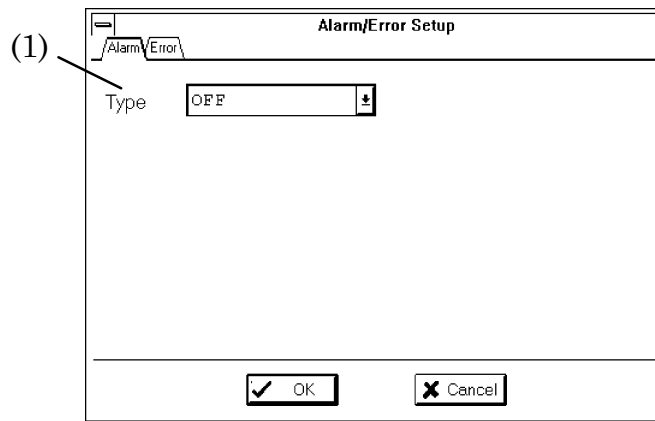 Alarm/Error Setup
Alarm Error
(1)
Type OFF
OK Cancel